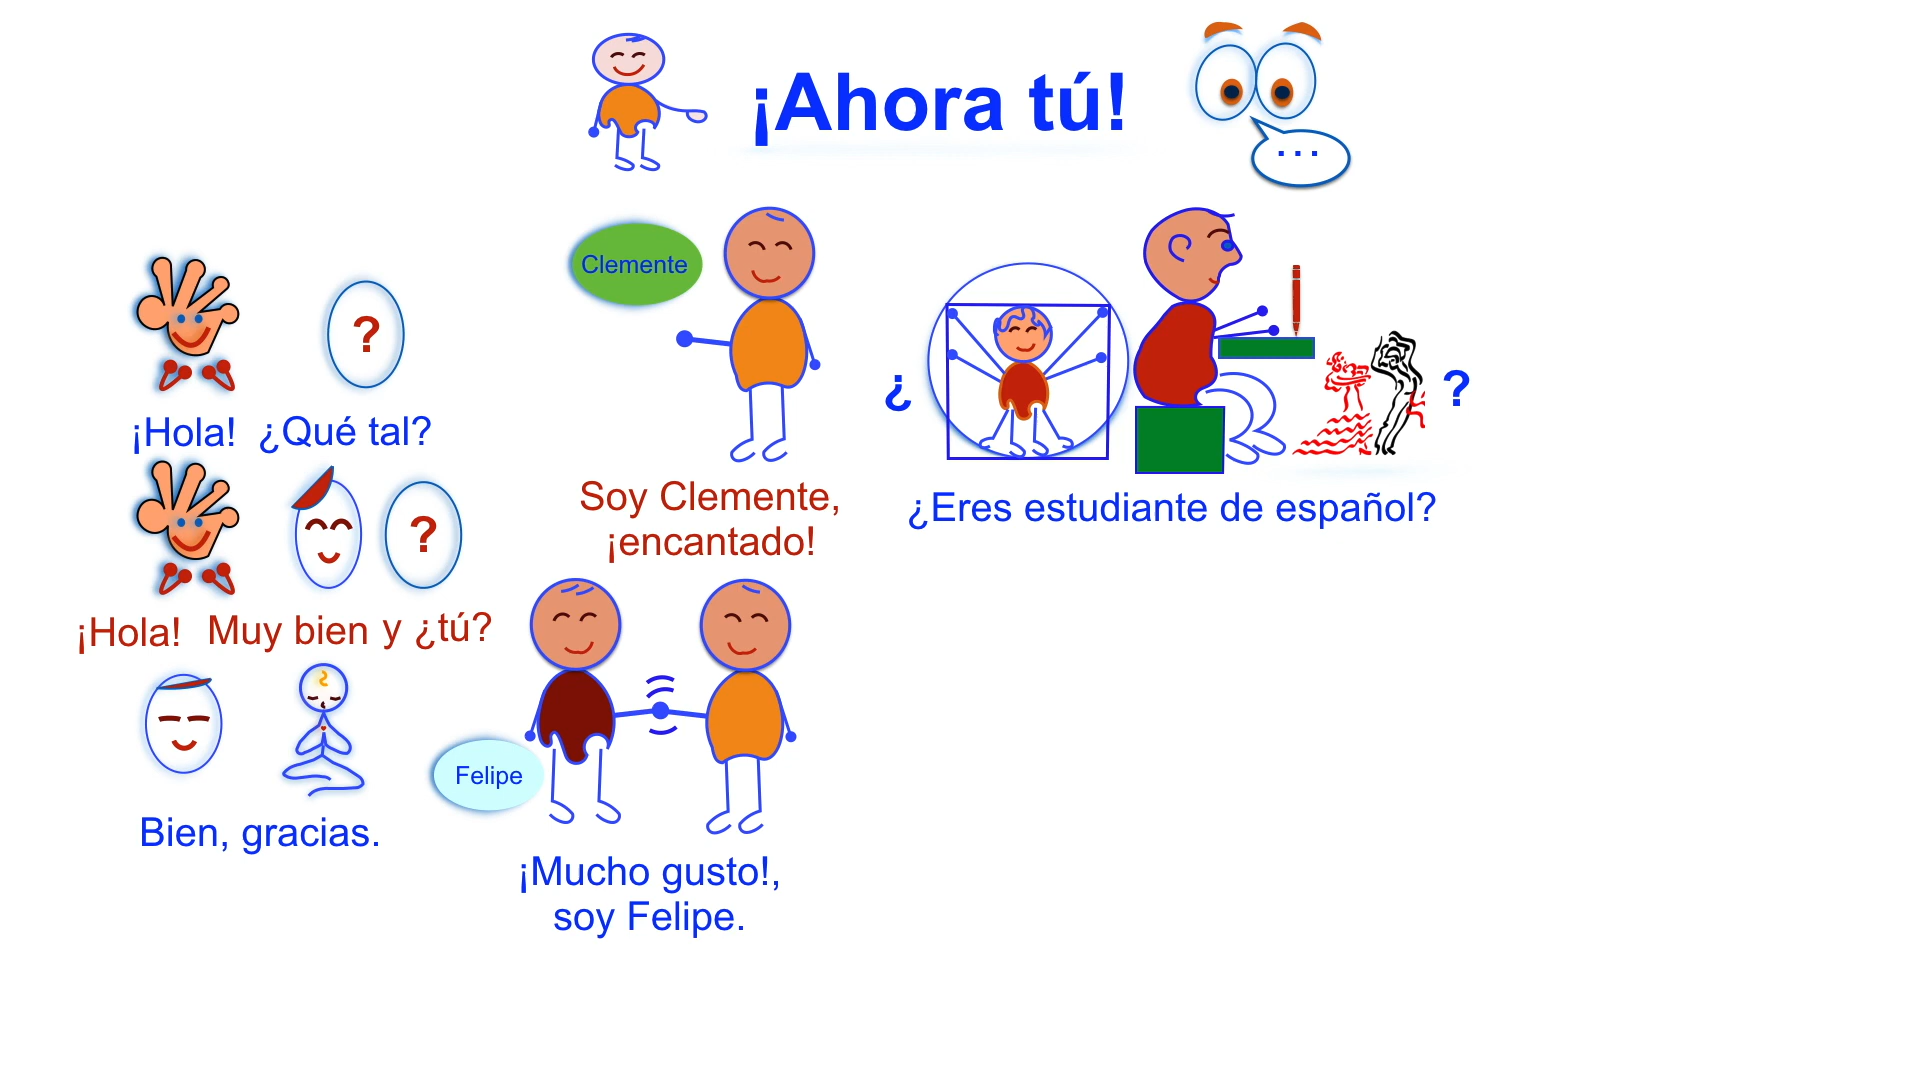 ¡Ahora tú!
...
¡Hola! ¿Qué tal?
?
¡Hola! Muy bien y ¿tú?
?
Bien, gracias.
Clemente
Soy Clemente,
¡encantado!
Felipe
¡Mucho gusto!,
soy Felipe.
¿ ?
¿Eres estudiante de español?